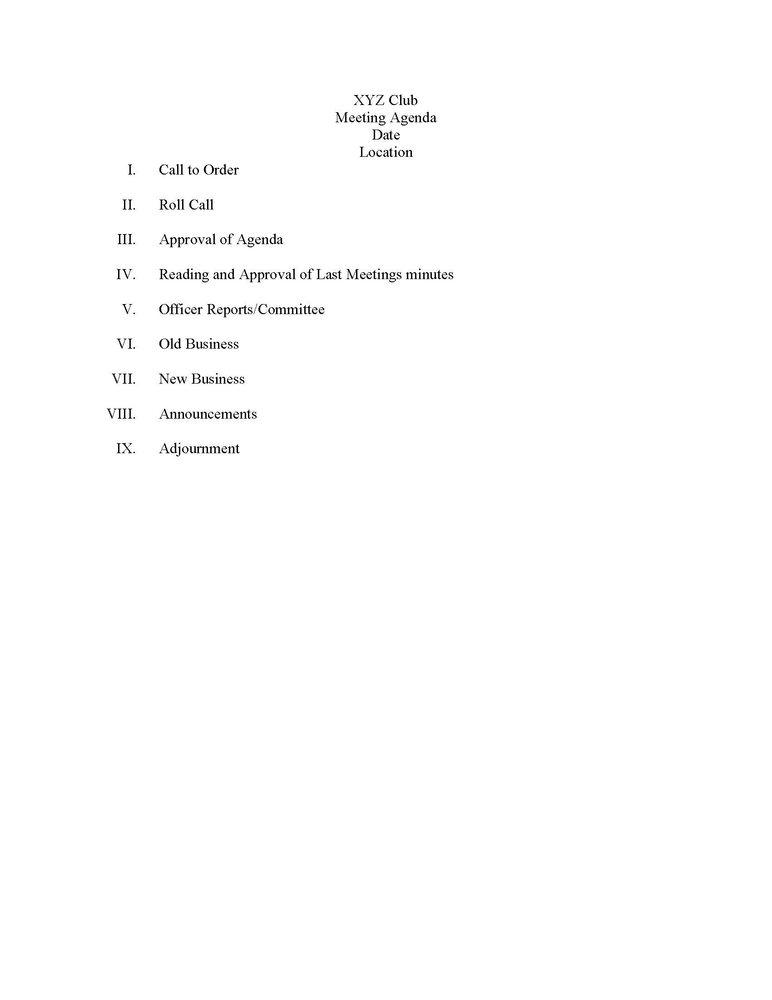 XYZ Club
Meeting Agenda
Date
Location
I. Call to Order
II. Roll Call
III. Approval of Agenda
IV. Reading and Approval of Last Meetings minutes
V. Officer Reports/Committee
VI. Old Business
VII. New Business
VIII. Announcements
IX. Adjournment